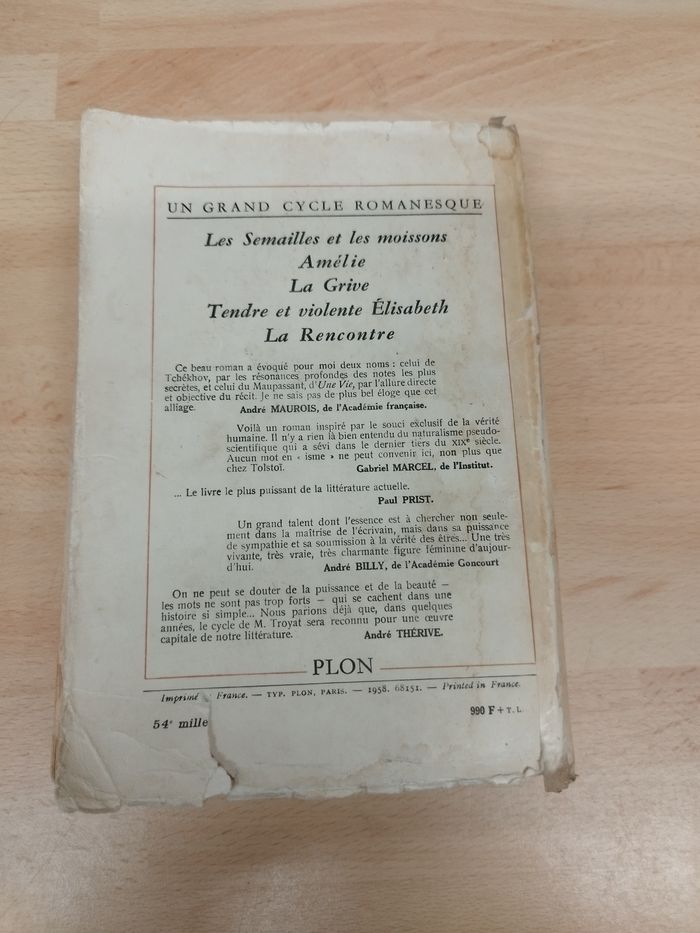 UN GRAND CYCLE ROMANESQUE
Les Semailles et les moissons
Amélie
La Grive
Tendre et violente Élisabeth
La Rencontre
Ce beau roman a évoqué pour moi deux noms : celui de
Tchékhov, par les résonances profondes des notes les plus
secrètes, et celui du Maupassant, d'Une Vie, par l'allure directe
et objective du récit. Je ne sais pas de plus bel éloge que cet
alliage. André MAUROIS, de l'Académie française.
Voilà un roman inspiré par le souci exclusif de la vérité
humaine. Il n'y a rien là bien entendu du naturalisme pseudo-
scientifique qui a sévi dans le dernier tiers du XIXe siècle.
Aucun mot en « isme » ne peut convenir ici, non plus que
chez Tolstoï. Gabriel MARCEL, de l'Institut.
... Le livre le plus puissant de la littérature actuelle.
Paul PRIST.
Un grand talent dont l'essence est à chercher non seule-
ment dans la maîtrise de l'écrivain, mais dans sa puissance
de sympathie et sa soumission à la vérité des êtres... Une très
vivante, très vraie, très charmante figure féminine d'aujour-
d'hui. André BILLY, de l'Académie Goncourt
On ne peut se douter de la puissance et de la beauté —
les mots ne sont pas trop forts — qui se cachent dans une
histoire si simple... Nous parions déjà que, dans quelques
années, le cycle de M. Troyat sera reconnu pour une œuvre
capitale de notre littérature. André THÉRIVE.
PLON
Imprimé France. — TYP. PLON, PARIS. — 1958. 68151. — Printed in France.
54e mille 990 F + T. L.